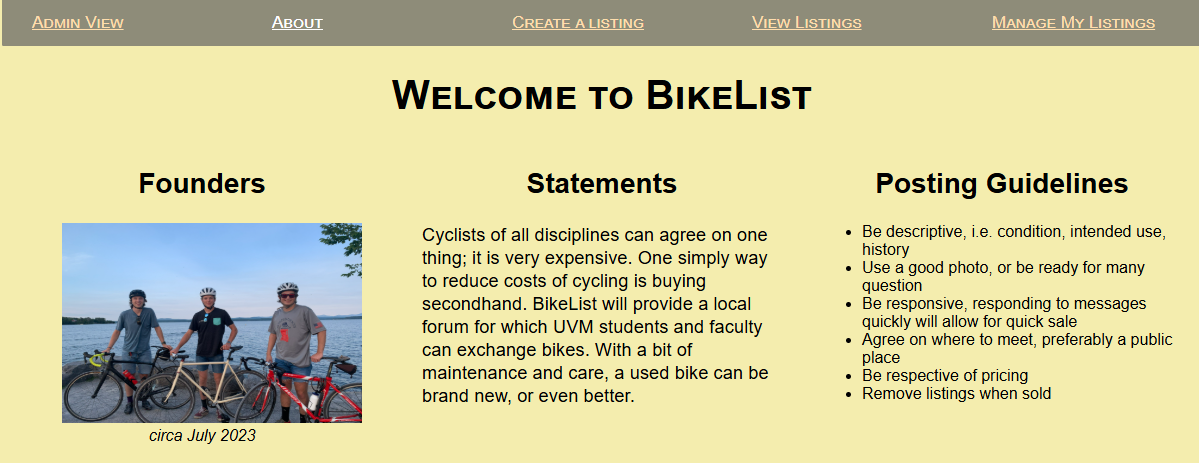 Admin View About Create a listing View Listings Manage My Listings
Welcome to BikeList
Founders
circa July 2023
Statements
Cyclists of all disciplines can agree on one
thing; it is very expensive. One simply way
to reduce costs of cycling is buying
secondhand. BikeList will provide a local
forum for which UVM students and faculty
can exchange bikes. With a bit of
maintenance and care, a used bike can be
brand new, or even better.
Posting Guidelines
• Be descriptive, i.e. condition, intended use,
history
• Use a good photo, or be ready for many
question
• Be responsive, responding to messages
quickly will allow for quick sale
• Agree on where to meet, preferably a public
place
• Be respective of pricing
• Remove listings when sold